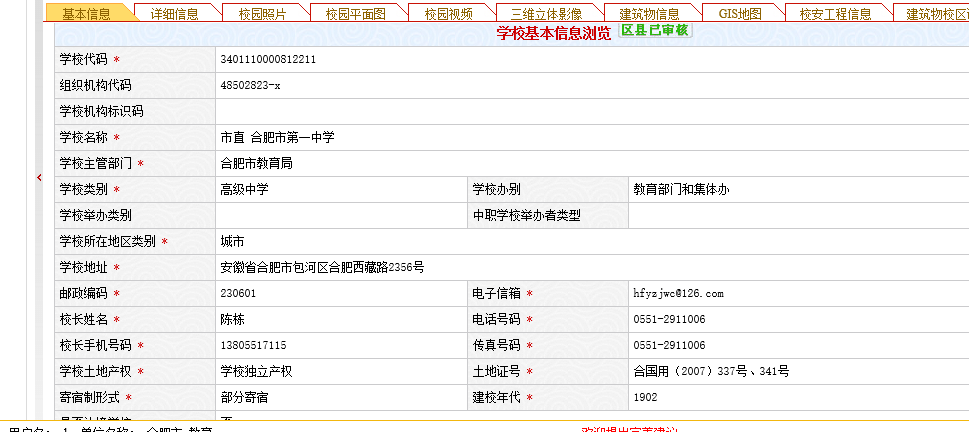 基本信息 详细信息 校园照片 校园平面图 校园视频 三维立体影像 建筑物信息 GIS地图 校安工程信息 建筑物校区
学校基本信息浏览 区县已审核
学校代码 * 3401110000812211
组织机构代码 48502823-x
学校机构标识码
学校名称 * 市直 合肥市第一中学
学校主管部门 * 合肥市教育局
学校类别 * 高级中学 学校办别 教育部门和集体办
学校举办类别 中职学校举办者类型
学校所在地区类别 * 城市
学校地址 * 安徽省合肥市包河区合肥西藏路2356号
邮政编码 * 230601 电子信箱 * hfyzjwc@126.com
校长姓名 * 陈栋 电话号码 * 0551-2911006
校长手机号码 * 13805517115 传真号码 * 0551-2911006
学校土地产权 * 学校独立产权 土地证号 * 合国用（2007）337号、341号
寄宿制形式 * 部分寄宿 建校年代 * 1902